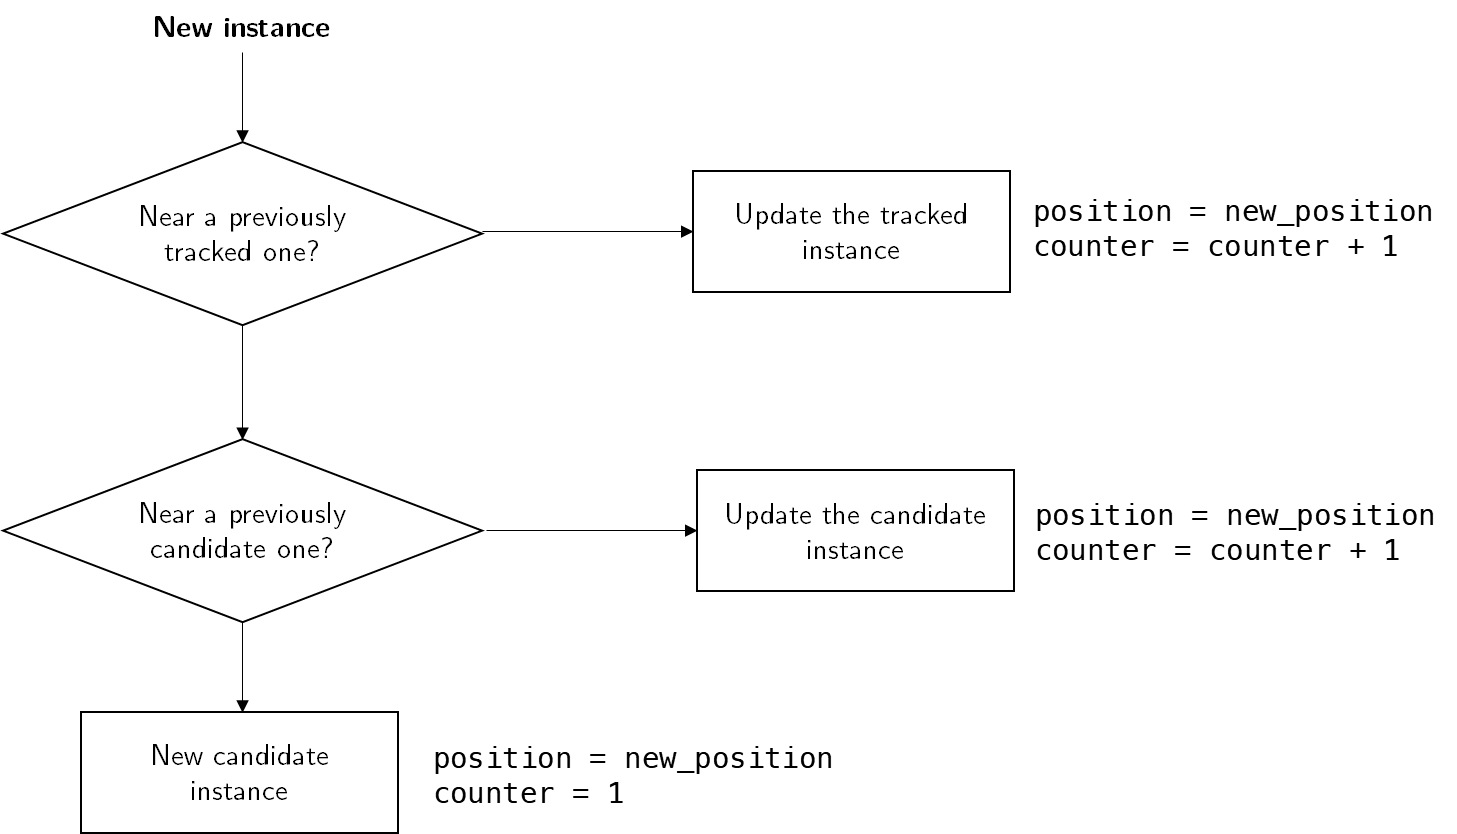 New instance
Near a previously
tracked one?
Update the tracked
instance
position = new_position
counter = counter + 1
Near a previously
candidate one?
Update the candidate
instance
position = new_position
counter = counter + 1
New candidate
instance
position = new_position
counter = 1